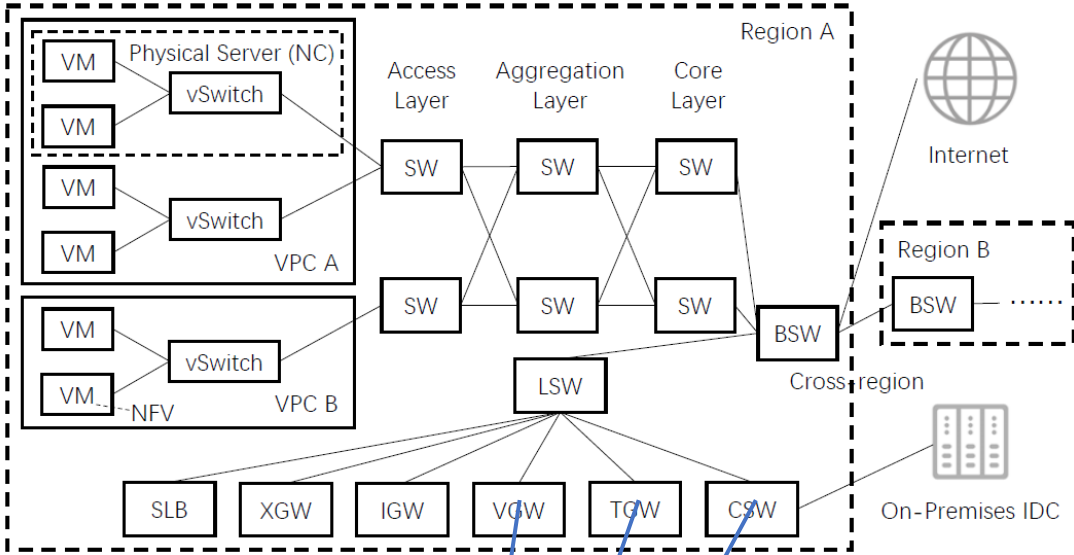 Region A
Physical Server (NC)
VM
vSwitch
VM
VM
vSwitch
VM
VPC A
VM
vSwitch
VM
NFV
VPC B
Access
Layer
Aggregation
Layer
Core
Layer
SW
SW
SW
SW
SW
SW
BSW
LSW
SLB
XGW
IGW
VGW
TGW
CSW
Internet
Region B
BSW
······
Cross-region
On-Premises IDC